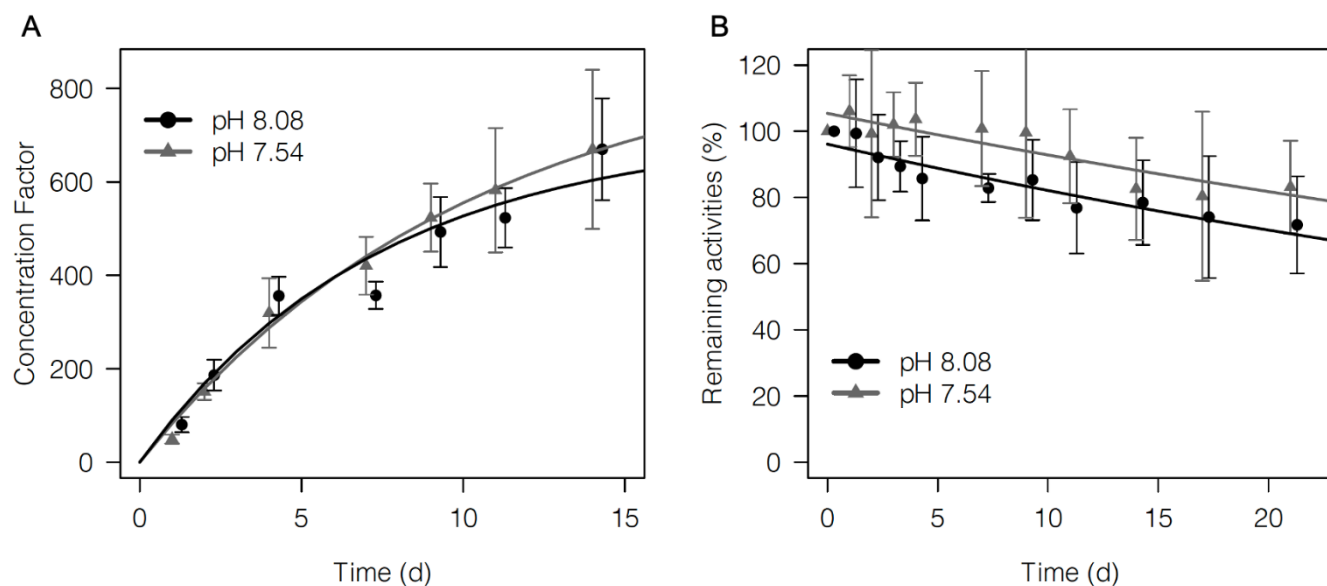 A
Concentration Factor
800
600
400
200
0
pH 8.08
pH 7.54
0 5 10 15
Time (d)
B
Remaining activities (%)
120
100
80
60
40
20
0
pH 8.08
pH 7.54
0 5 10 15 20
Time (d)